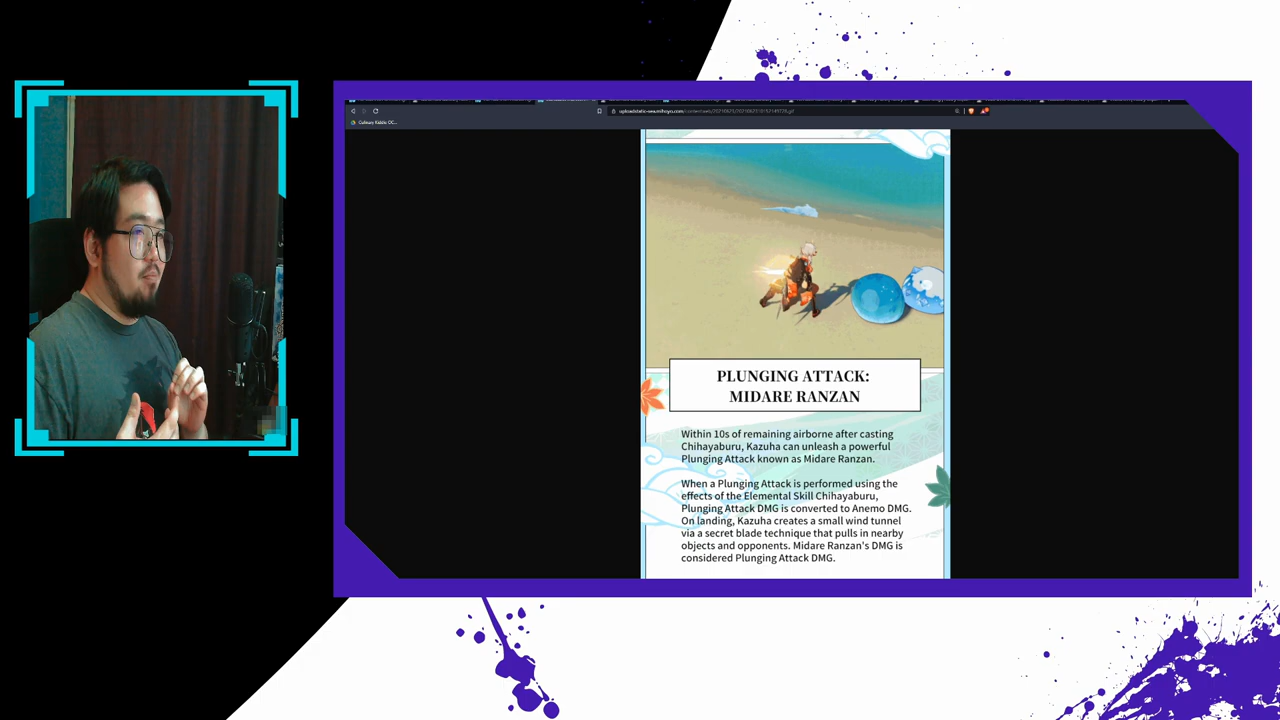 Culinary Kiddle OC...
PLUNGING ATTACK:
MIDARE RANZAN
Within 10s of remaining airborne after casting
Chihayaburu, Kazuha can unleash a powerful
Plunging Attack known as Midare Ranzan.
When a Plunging Attack is performed using the
effects of the Elemental Skill Chihayaburu,
Plunging Attack DMG is converted to Anemo DMG.
On landing, Kazuha creates a small wind tunnel
via a secret blade technique that pulls in nearby
objects and opponents. Midare Ranzan's DMG is
considered Plunging Attack DMG.